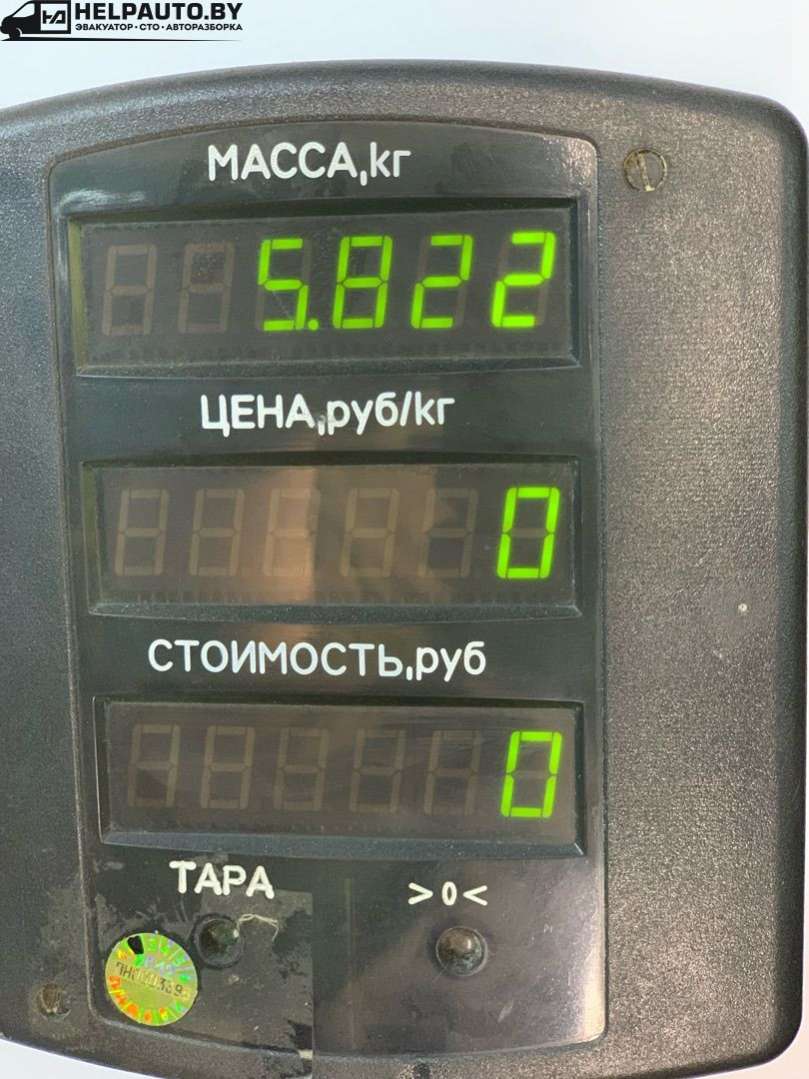 HELPAUTO.BY
ЭВАКУАТОР • СТО • АВТОРАЗБОРКА
МАССА,кг
5.822
ЦЕНА,руб/кг
0
СТОИМОСТЬ,руб
0
ТАРА
>0<